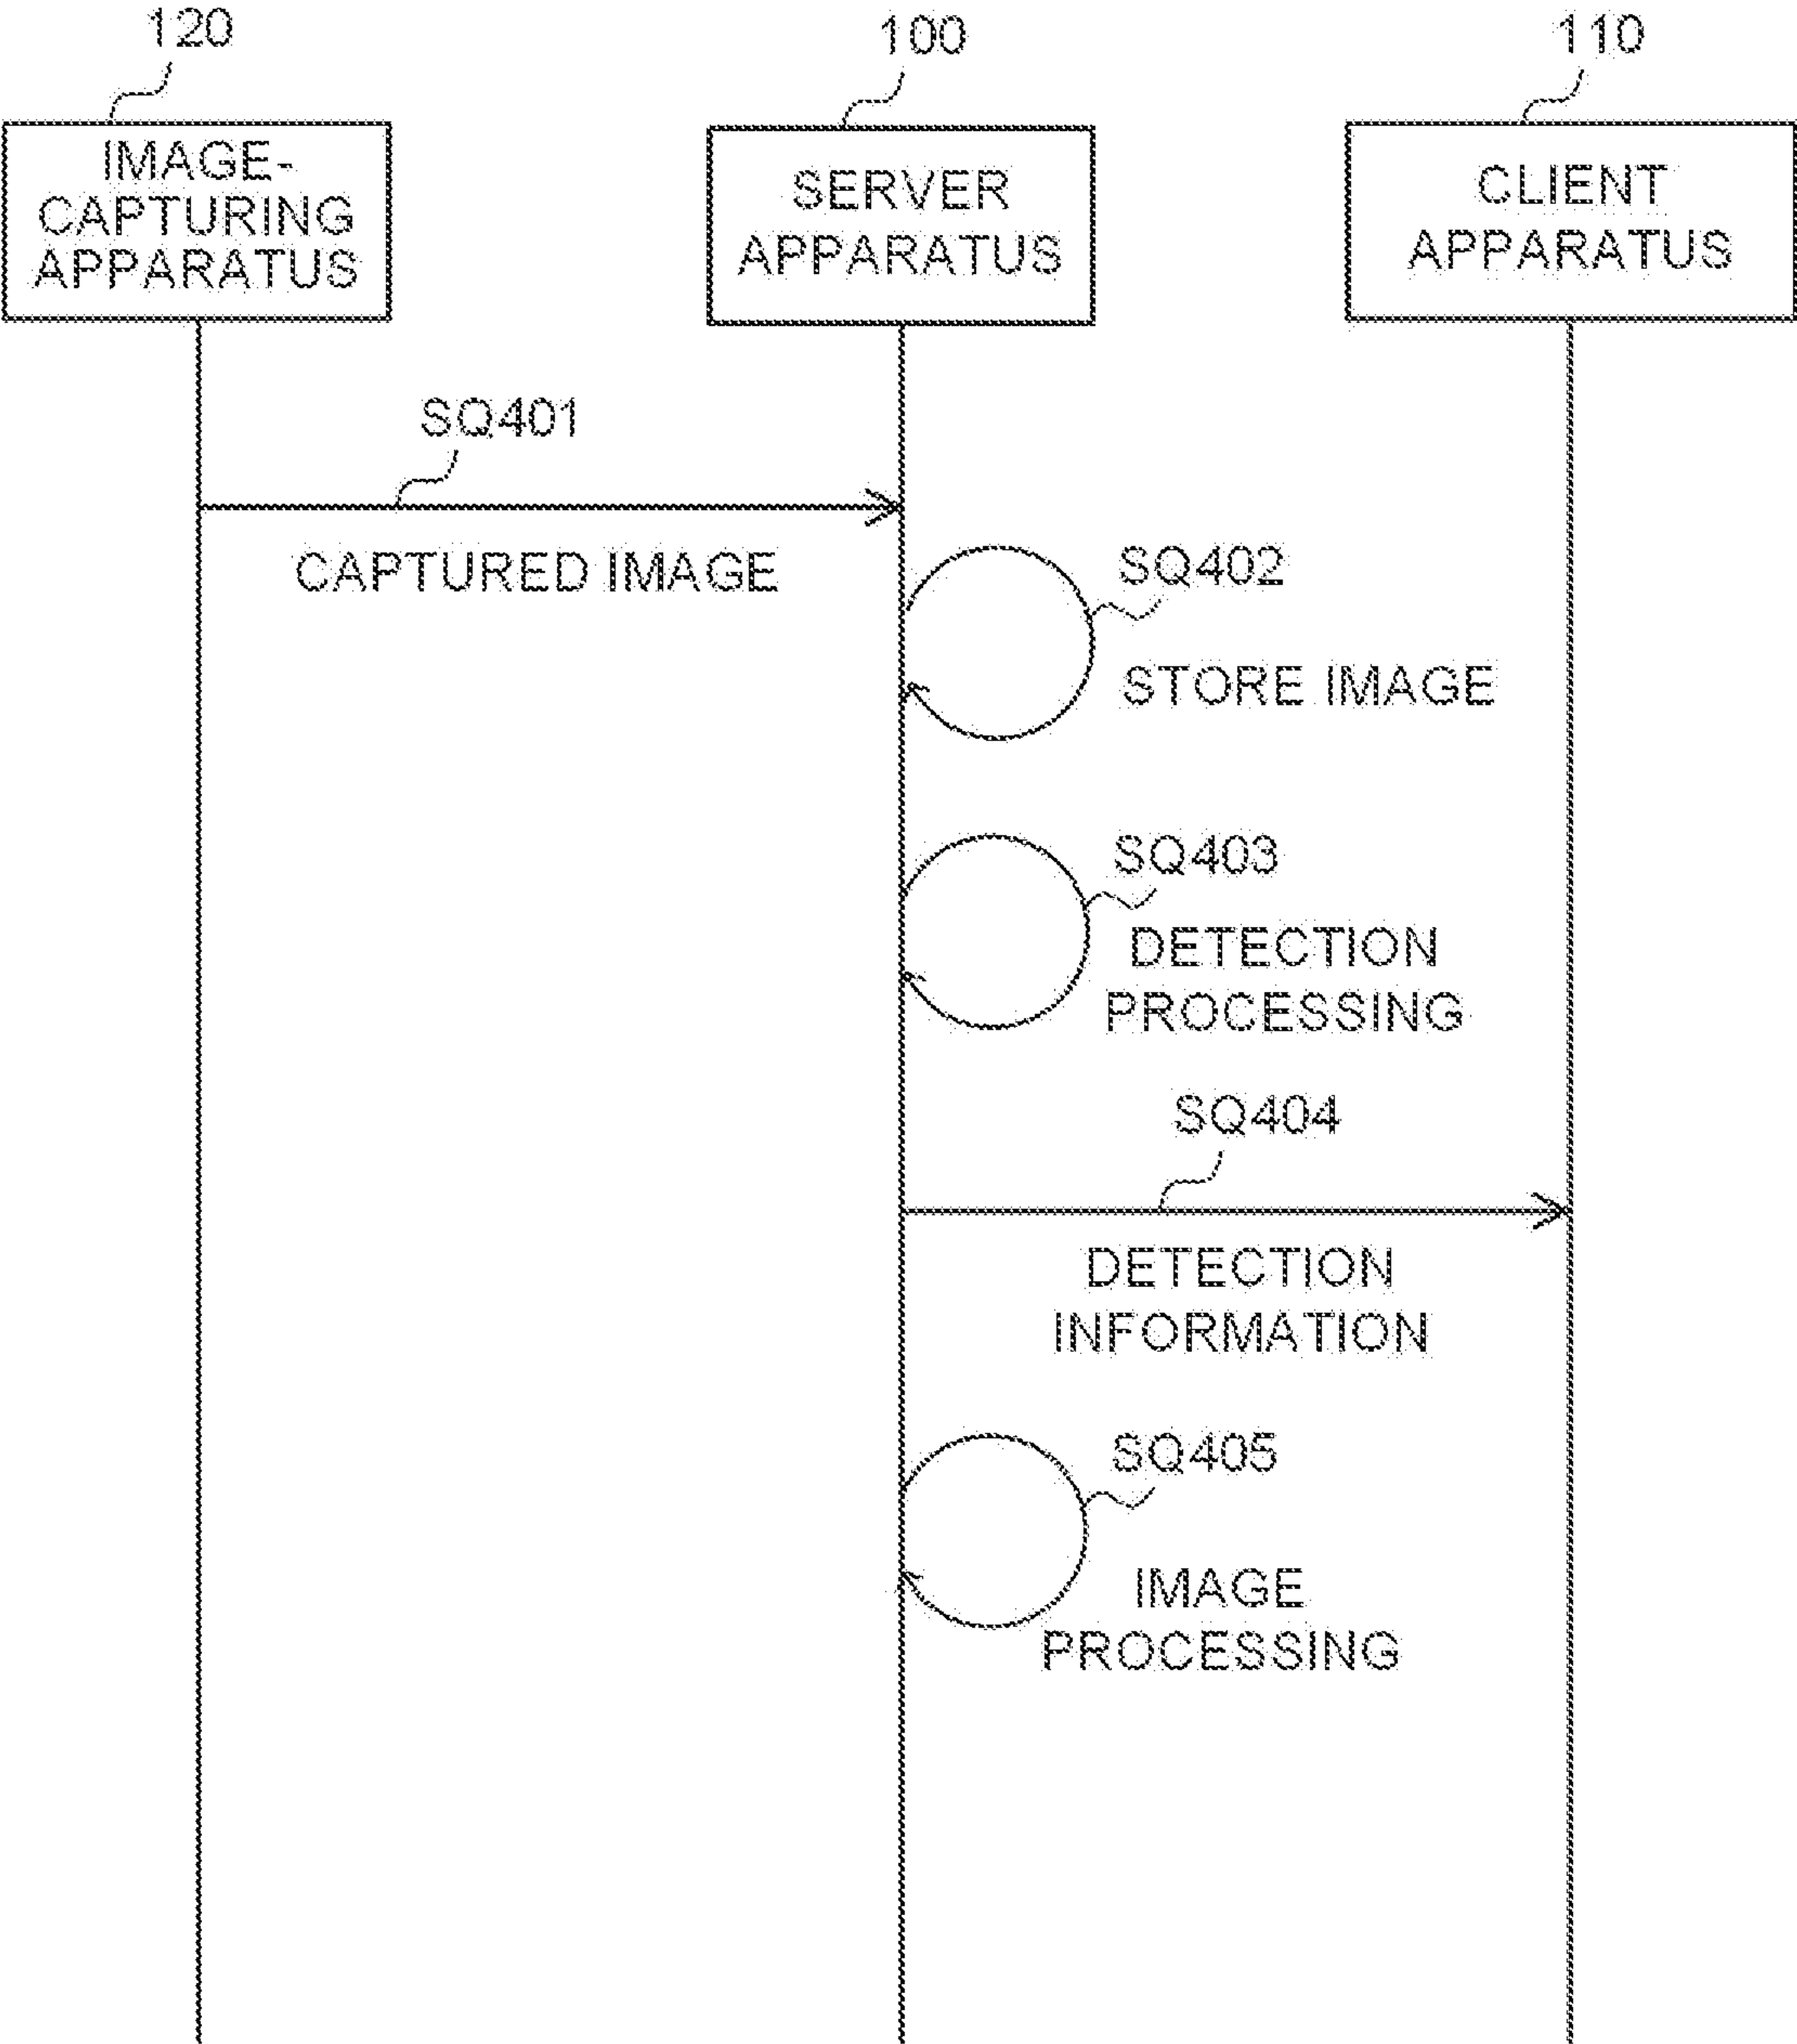 120
100
110
IMAGE-
CAPTURING
APPARATUS
SERVER
APPARATUS
CLIENT
APPARATUS
SQ401
CAPTURED IMAGE
SQ402
STORE IMAGE
SQ403
DETECTION
PROCESSING
SQ404
DETECTION
INFORMATION
SQ405
IMAGE
PROCESSING